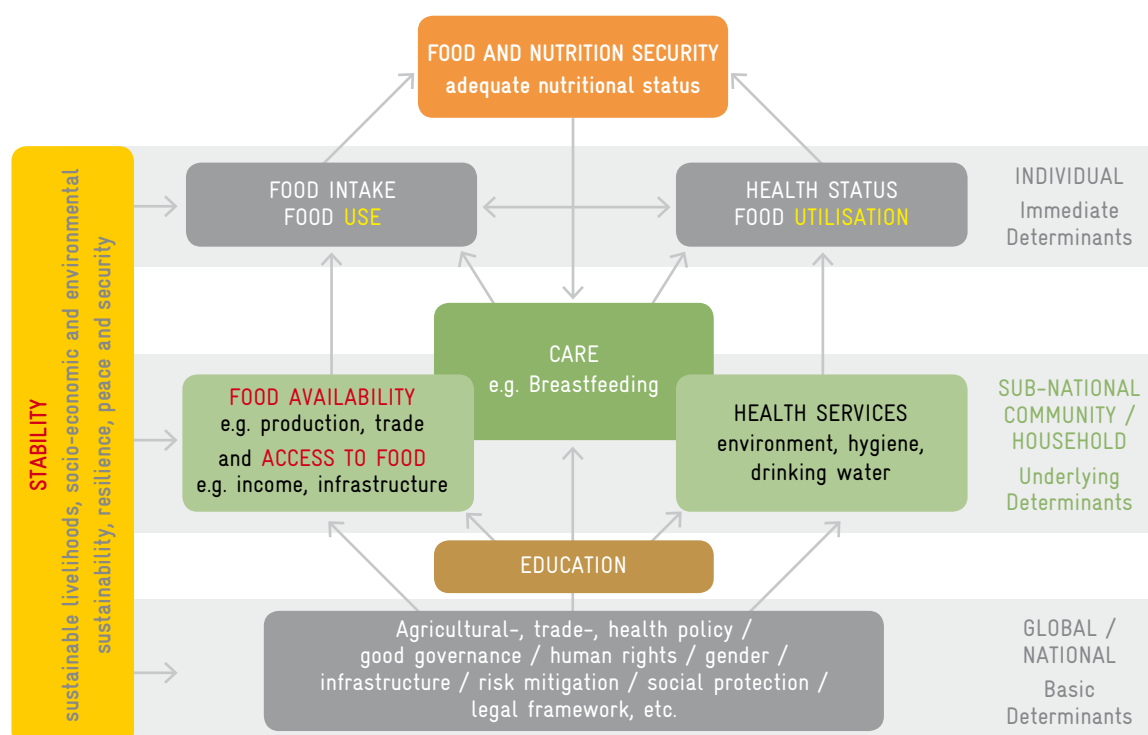 FOOD AND NUTRITION SECURITY
adequate nutritional status
STABILITY
sustainable livelihoods, socio-economic and environmental
sustainability, resilience, peace and security
FOOD INTAKE
FOOD USE
HEALTH STATUS
FOOD UTILISATION
INDIVIDUAL
Immediate
Determinants
CARE
e.g. Breastfeeding
FOOD AVAILABILITY
e.g. production, trade
and ACCESS TO FOOD
e.g. income, infrastructure
HEALTH SERVICES
environment, hygiene,
drinking water
SUB-NATIONAL
COMMUNITY /
HOUSEHOLD
Underlying
Determinants
EDUCATION
Agricultural-, trade-, health policy /
good governance / human rights / gender /
infrastructure / risk mitigation / social protection /
legal framework, etc.
GLOBAL /
NATIONAL
Basic
Determinants